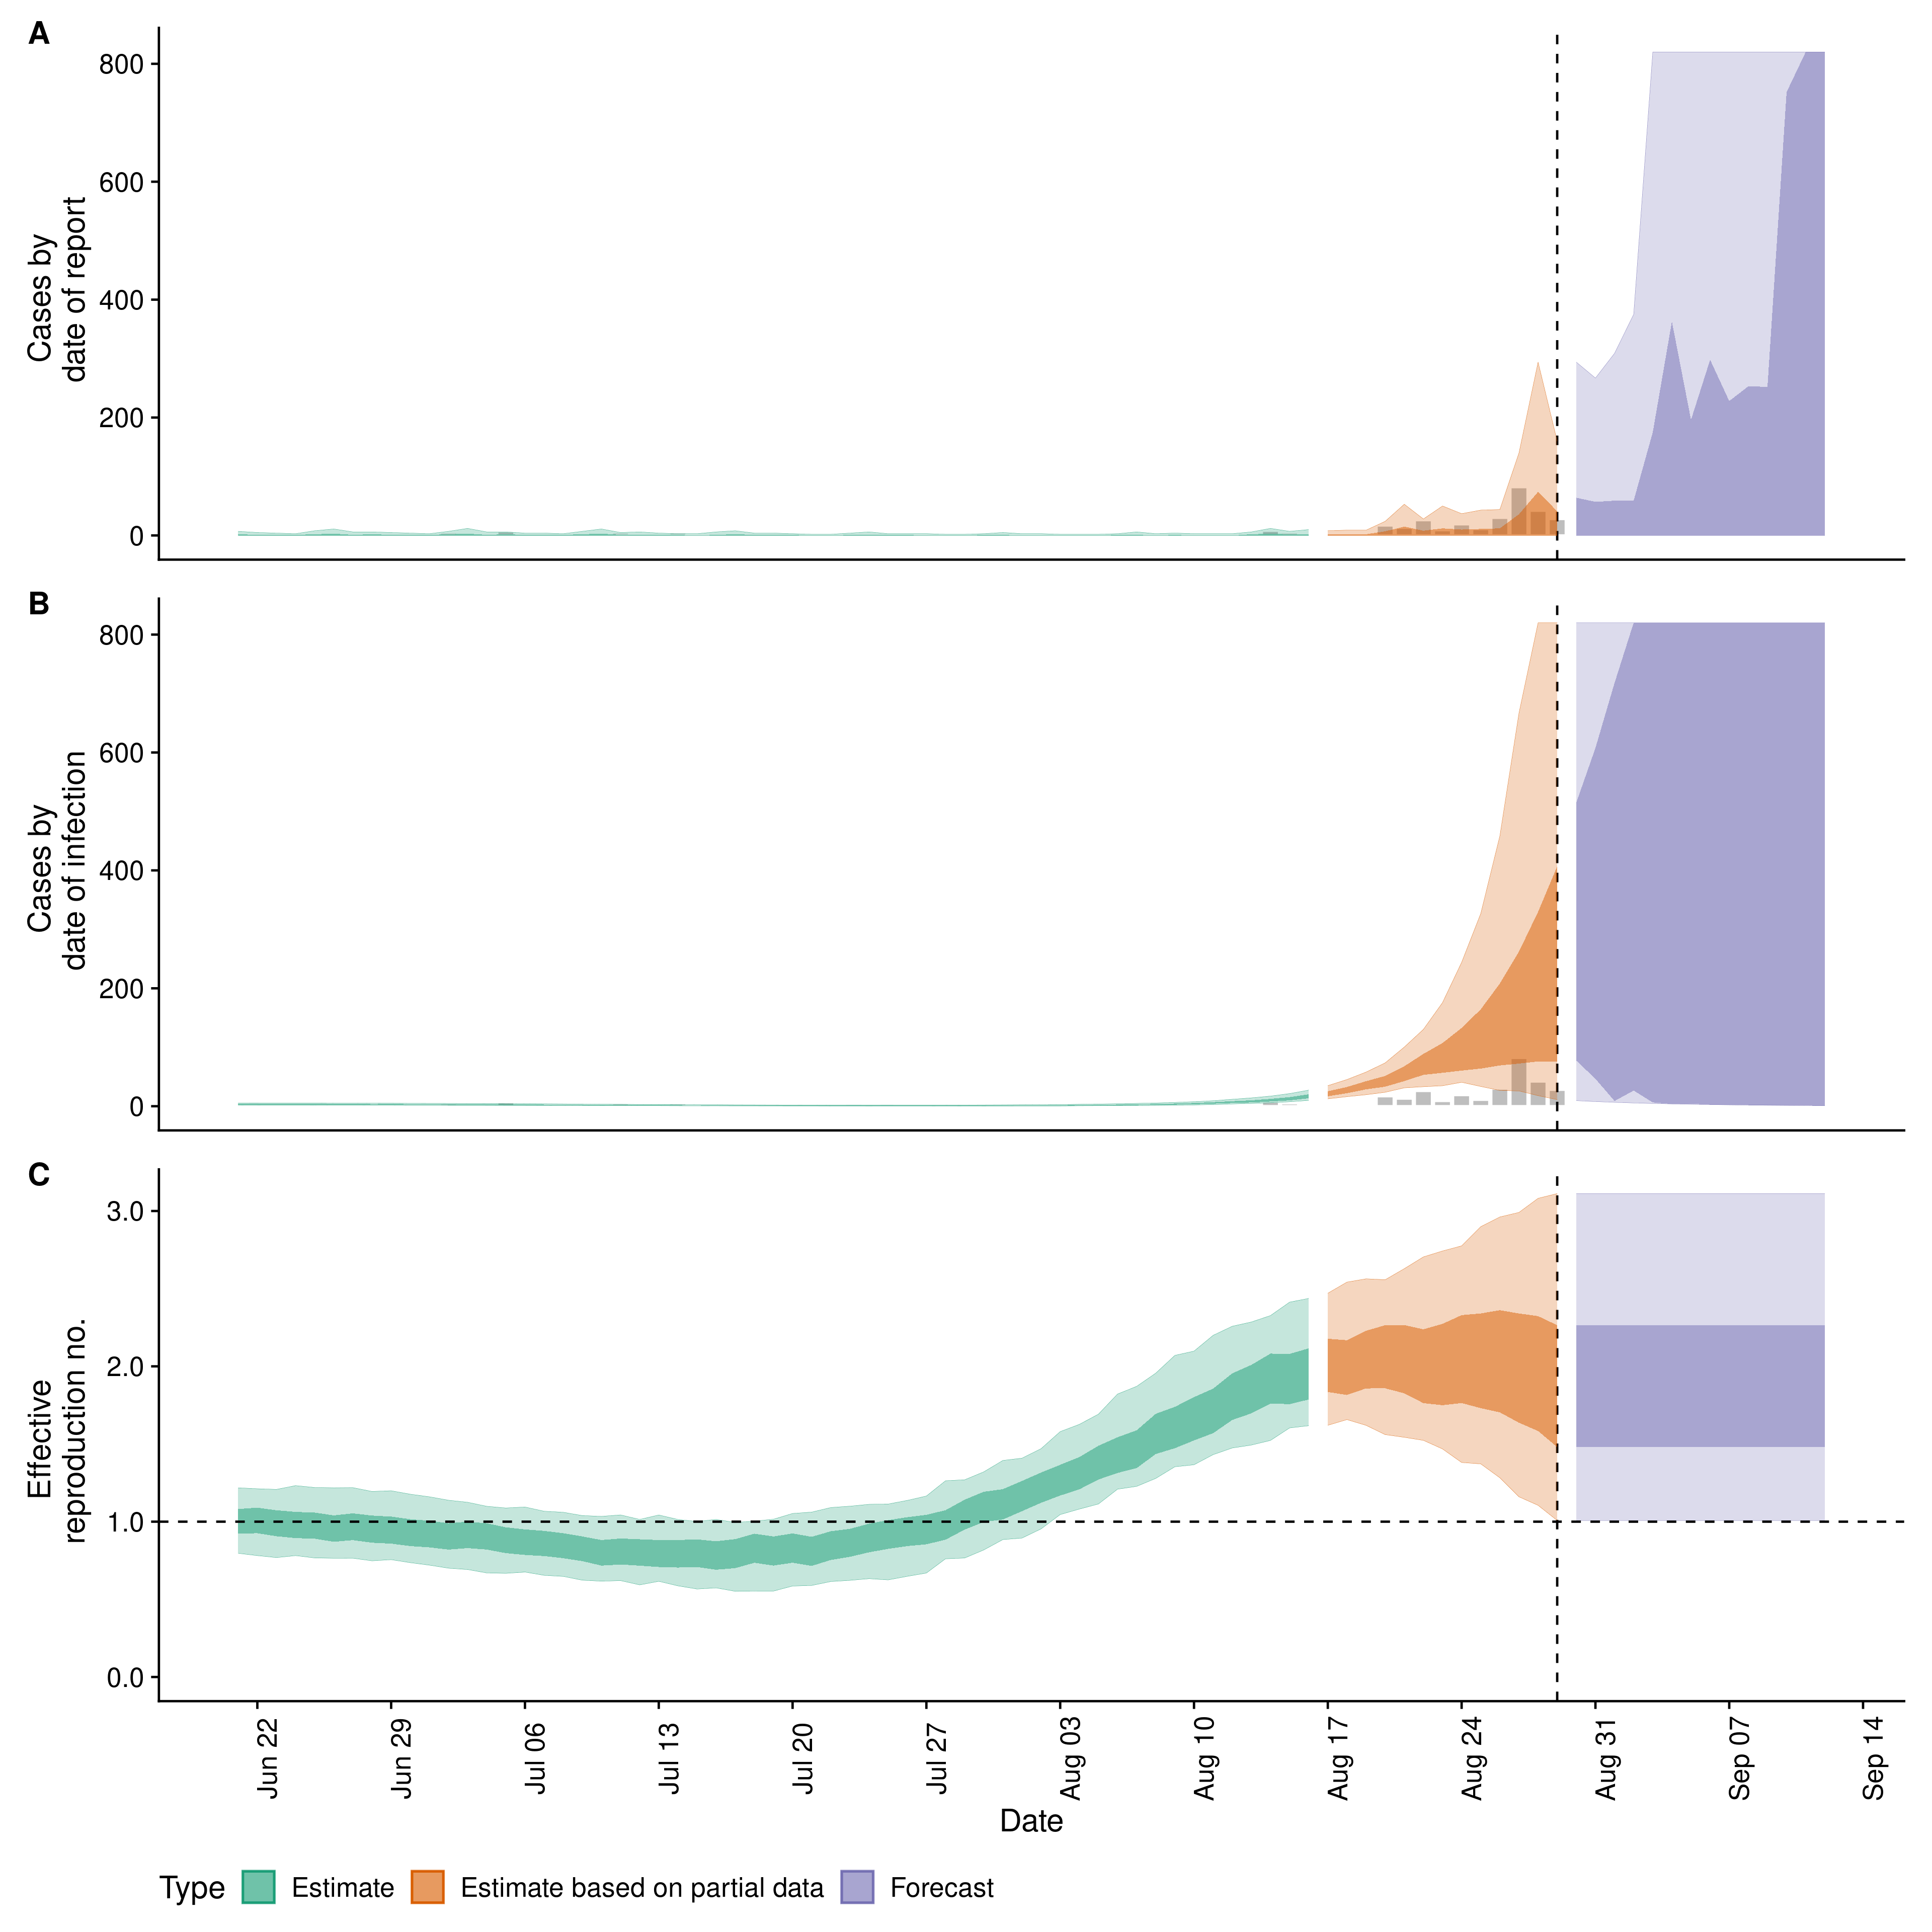 A
800
600
400
200
0
Cases by
date of report
B
800
600
400
200
0
Cases by
date of infection
C
3.0
2.0
1.0
0.0
Effective
reproduction no.
Jun 22
Jun 29
Jul 06
Jul 13
Jul 20
Jul 27
Aug 03
Aug 10
Aug 17
Aug 24
Aug 31
Sep 07
Sep 14
Date
Type Estimate Estimate based on partial data Forecast